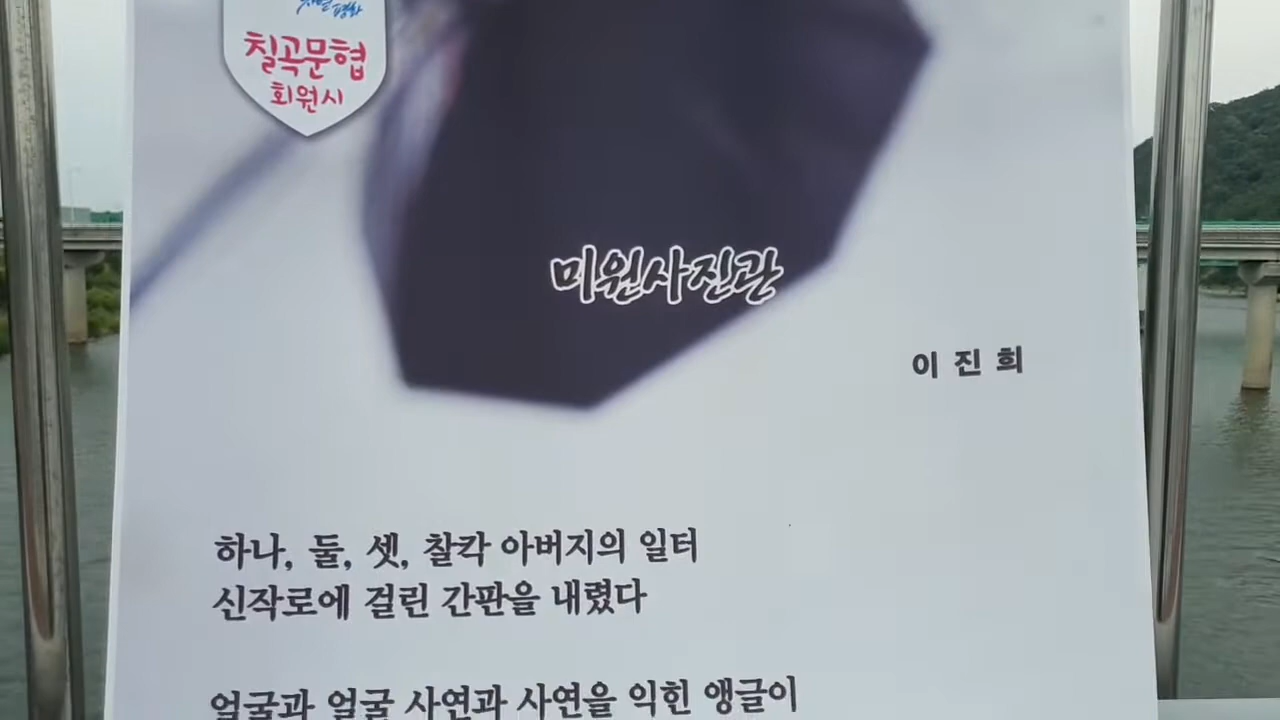 평화
칠곡문협
회원시
미원사진관
이진희
하나, 둘, 셋, 찰칵 아버지의 일터
신작로에 걸린 간판을 내렸다
얼굴과 얼굴 사연과 사연을 익힌 앵글이